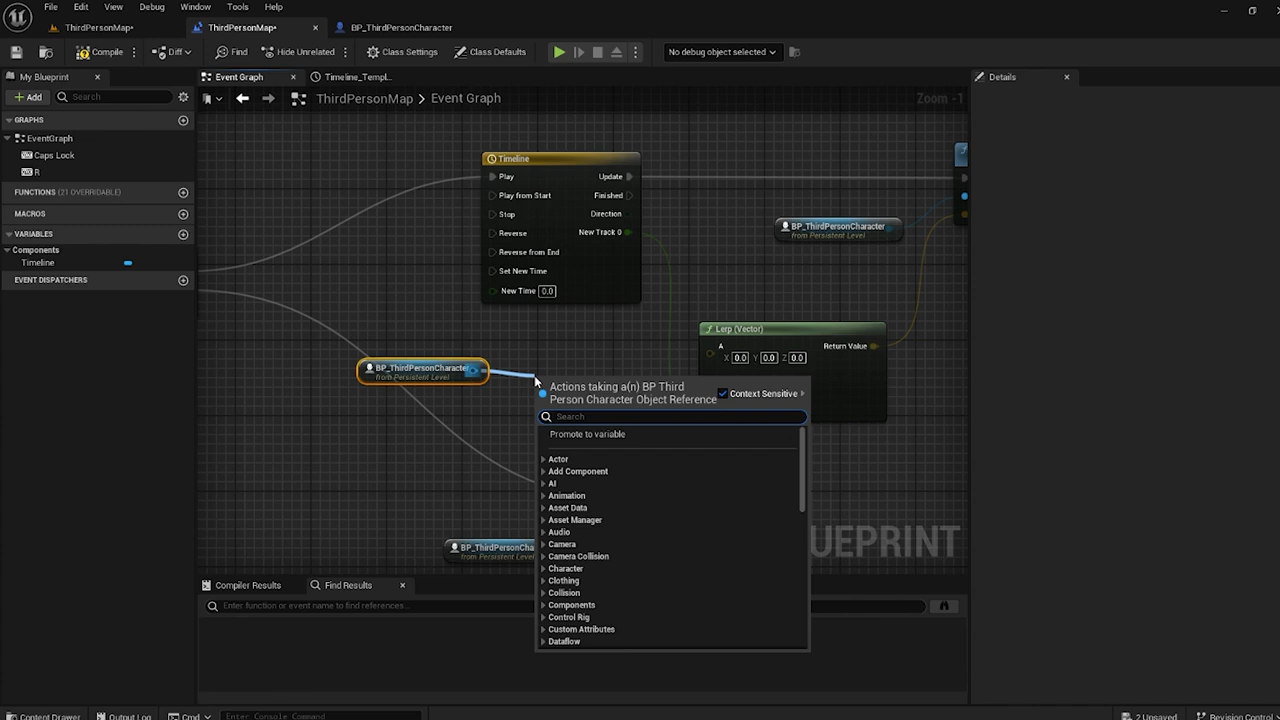 File Edit View Debug Window Tools Help
ThirdPersonMap• ThirdPersonMap• BP_ThirdPersonCharacter
Compile Diff Find Hide Unrelated Class Settings Class Defaults No debug object selected
My Blueprint Event Graph Timeline_Templ... Details
Add Search
ThirdPersonMap > Event Graph Zoom -1
GRAPHS
EventGraph
Caps Lock
R
FUNCTIONS (21 OVERRIDABLE)
MACROS
VARIABLES
Components
Timeline
EVENT DISPATCHERS
Timeline
Play Update
Play from Start Finished
Stop Direction
Reverse New Track 0
Reverse from End
Set New Time
New Time 0.0
BP_ThirdPersonCharacter
from Persistent Level
Lerp (Vector)
A Return Value
X 0.0 Y 0.0 Z 0.0
BP_ThirdPersonCharacter
from Persistent Level
BP_ThirdPersonCha
from Persistent Level
Actions taking a(n) BP Third
Person Character Object Reference
Context Sensitive
Search
Promote to variable
Actor
Add Component
AI
Animation
Asset Data
Asset Manager
Audio
Camera
Camera Collision
Character
Clothing
Collision
Components
Control Rig
Custom Attributes
Dataflow
UEPRINT
Compiler Results Find Results
Enter function or event name to find references...
Content Drawer Output Log Cmd Enter Console Command 2 Unsaved Revision Control